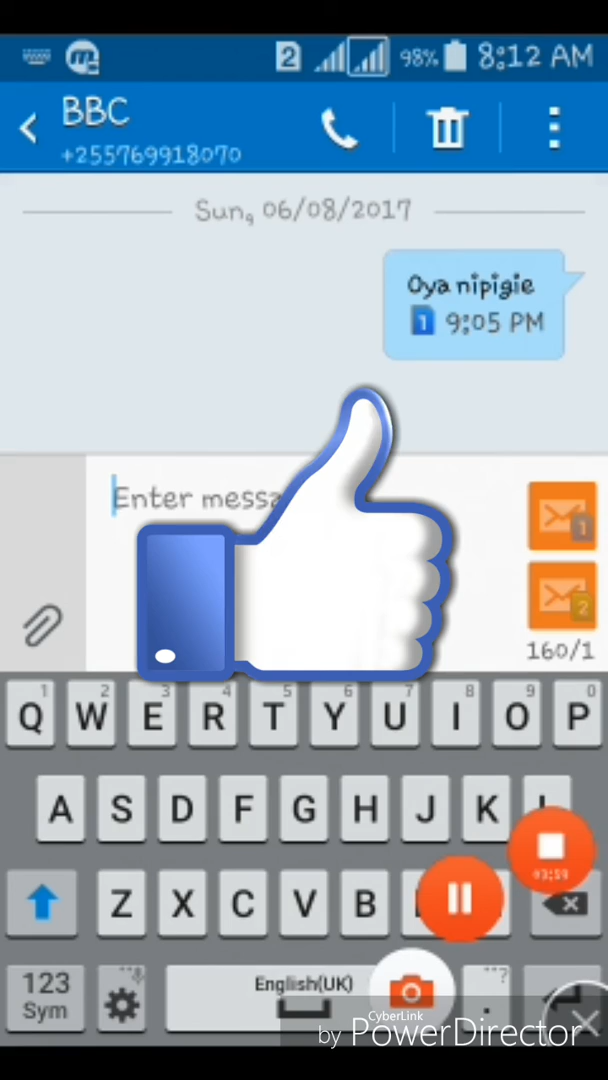 2 98% 8:12 AM
BBC
+255769918070
Sun, 06/08/2017
Oya nipigie
1 9:05 PM
Enter messa
1
2
160/1
1 2 3 4 5 6 7 8 9 0
Q W E R T Y U I O P
A S D F G H J K L
Z X C V B
123
Sym
English(UK)
CyberLink
by PowerDirector